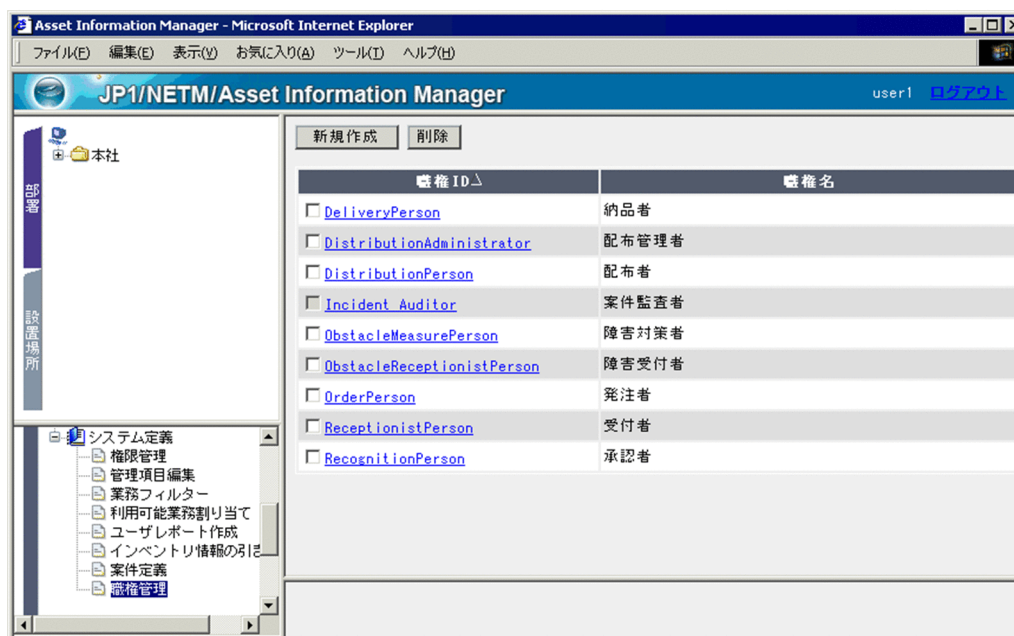 Asset Information Manager - Microsoft Internet Explorer
ファイル(F) 編集(E) 表示(V) お気に入り(A) ツール(T) ヘルプ(H)
JP1/NETM/Asset Information Manager
user1 ログアウト
部署
設置場所
本社
システム定義
権限管理
管理項目編集
業務フィルター
利用可能業務割り当て
ユーザレポート作成
インベントリ情報の引き
案件定義
職権管理
新規作成 削除
職権ID△ 職権名
DeliveryPerson 納品者
DistributionAdministrator 配布管理者
DistributionPerson 配布者
Incident Auditor 案件監査者
ObstacleMeasurePerson 障害対策者
ObstacleReceptionistPerson 障害受付者
OrderPerson 発注者
ReceptionistPerson 受付者
RecognitionPerson 承認者